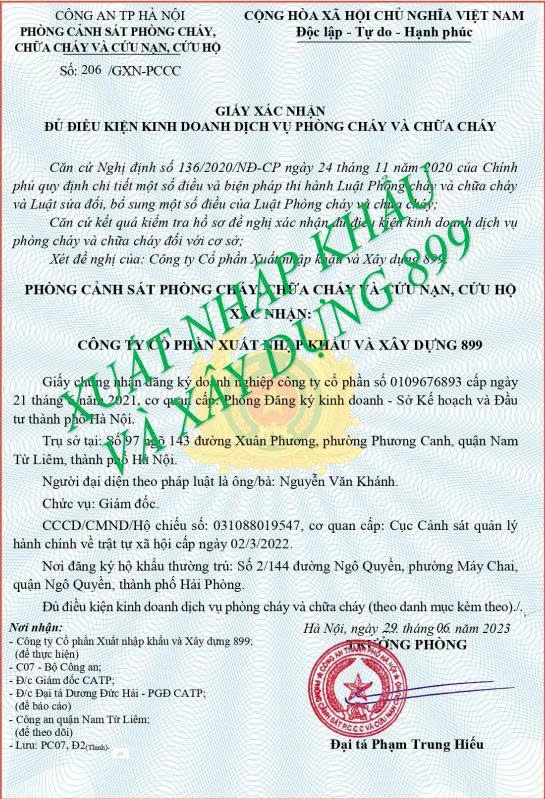 CÔNG AN TP HÀ NỘI
PHÒNG CẢNH SÁT PHÒNG CHÁY,
CHỮA CHÁY VÀ CỨU NẠN, CỨU HỘ
Số: 206 /GXN-PCCC
CỘNG HÒA XÃ HỘI CHỦ NGHĨA VIỆT NAM
Độc lập - Tự do - Hạnh phúc
GIẤY XÁC NHẬN
ĐỦ ĐIỀU KIỆN KINH DOANH DỊCH VỤ PHÒNG CHÁY VÀ CHỮA CHÁY
Căn cứ Nghị định số 136/2020/NĐ-CP ngày 24 tháng 11 năm 2020 của Chính
phủ quy định chi tiết một số điều và biện pháp thi hành Luật Phòng cháy và chữa cháy
và Luật sửa đổi, bổ sung một số điều của Luật Phòng cháy và chữa cháy;
Căn cứ kết quả kiểm tra hồ sơ đề nghị xác nhận đủ điều kiện kinh doanh dịch vụ
phòng cháy và chữa cháy đối với cơ sở;
Xét đề nghị của: Công ty Cổ phần Xuất nhập khẩu và Xây dựng 899.
PHÒNG CẢNH SÁT PHÒNG CHÁY, CHỮA CHÁY VÀ CỨU NẠN, CỨU HỘ
XÁC NHẬN:
CÔNG TY CỔ PHẦN XUẤT NHẬP KHẨU VÀ XÂY DỰNG 899
Giấy chứng nhận đăng ký doanh nghiệp công ty cổ phần số 0109676893 cấp ngày
21 tháng 6 năm 2021, cơ quan cấp: Phòng Đăng ký kinh doanh - Sở Kế hoạch và Đầu
tư thành phố Hà Nội.
Trụ sở tại: Số 97 ngõ 143 đường Xuân Phương, phường Phương Canh, quận Nam
Từ Liêm, thành phố Hà Nội.
Người đại diện theo pháp luật là ông/bà: Nguyễn Văn Khánh.
Chức vụ: Giám đốc.
CCCD/CMND/Hộ chiếu số: 031088019547, cơ quan cấp: Cục Cảnh sát quản lý
hành chính về trật tự xã hội cấp ngày 02/3/2022.
Nơi đăng ký hộ khẩu thường trú: Số 2/144 đường Ngô Quyền, phường Máy Chai,
quận Ngô Quyền, thành phố Hải Phòng.
Đủ điều kiện kinh doanh dịch vụ phòng cháy và chữa cháy (theo danh mục kèm theo)./.
Nơi nhận:
- Công ty Cổ phần Xuất nhập khẩu và Xây dựng 899;
(để thực hiện)
- C07 - Bộ Công an;
- Đ/c Giám đốc CATP;
- Đ/c Đại tá Dương Đức Hải - PGĐ CATP;
(để báo cáo)
- Công an quận Nam Từ Liêm;
(để theo dõi)
- Lưu: PC07, Đ2(Thanh).
Hà Nội, ngày 29 tháng 06 năm 2023
TRƯỞNG PHÒNG
Đại tá Phạm Trung Hiếu
XUẤT NHẬP KHẨU
VÀ XÂY DỰNG 899